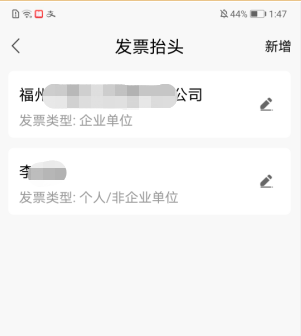 44% 1:47
发票抬头 新增
福州 公司
发票类型: 企业单位
李
发票类型: 个人/非企业单位